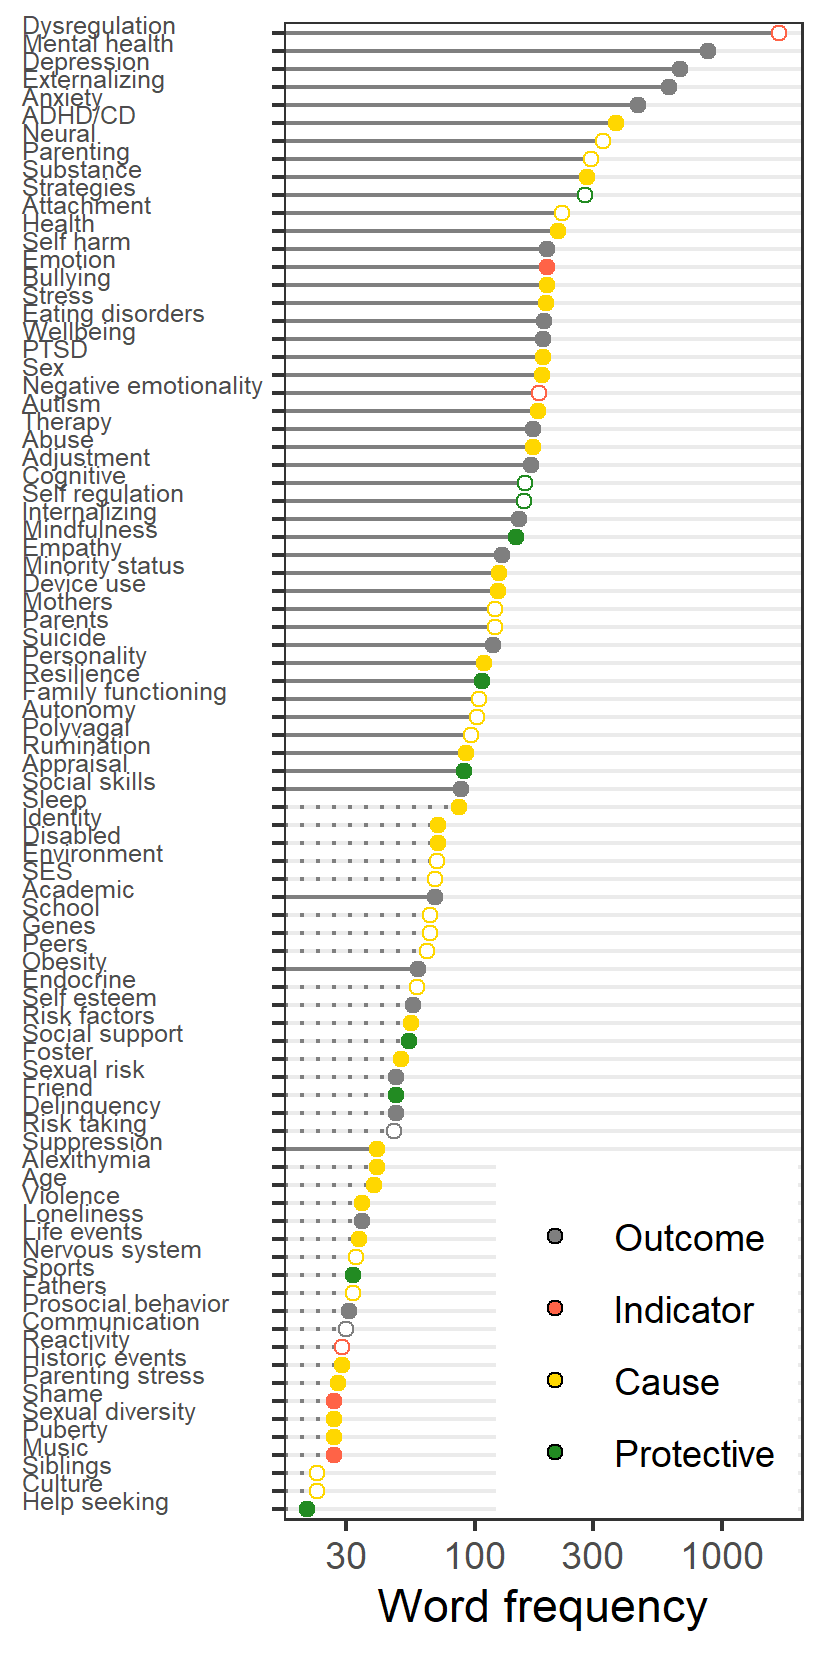 Dysregulation
Mental health
Depression
Externalizing
Anxiety
ADHD/CD
Neural
Parenting
Substance
Strategies
Attachment
Health
Self harm
Emotion
Bullying
Stress
Eating disorders
Wellbeing
PTSD
Sex
Negative emotionality
Autism
Therapy
Abuse
Adjustment
Cognitive
Self regulation
Internalizing
Mindfulness
Empathy
Minority status
Device use
Mothers
Parents
Suicide
Personality
Resilience
Family functioning
Autonomy
Polyvagal
Rumination
Appraisal
Social skills
Sleep
Identity
Disabled
Environment
SES
Academic
School
Genes
Peers
Obesity
Endocrine
Self esteem
Risk factors
Social support
Foster
Sexual risk
Friend
Delinquency
Risk taking
Suppression
Alexithymia
Age
Violence
Loneliness
Life events
Nervous system
Sports
Fathers
Prosocial behavior
Communication
Reactivity
Historic events
Parenting stress
Shame
Sexual diversity
Puberty
Music
Siblings
Culture
Help seeking
Outcome
Indicator
Cause
Protective
30 100 300 1000
Word frequency